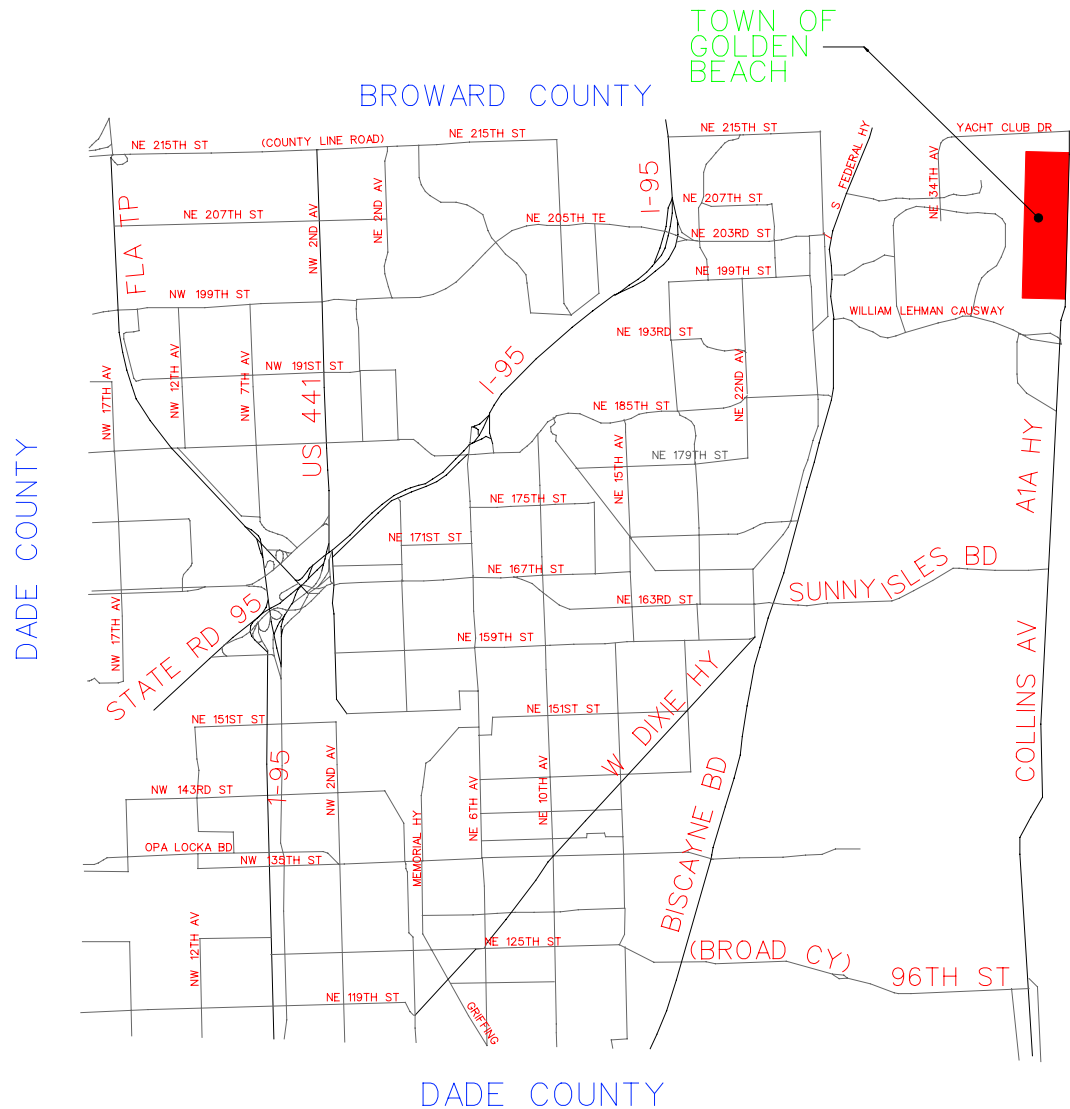 TOWN OF
GOLDEN
BEACH
BROWARD COUNTY
NE 215TH ST
(COUNTY LINE ROAD)
NE 215TH ST
NE 215TH ST
YACHT CLUB DR
S FEDERAL HY
NE 34TH AV
I-95
FLA TP
NE 207TH ST
NW 2ND AV
NE 2ND AV
NE 205TH TE
NE 207TH ST
NE 203RD ST
NE 199TH ST
NW 199TH ST
WILLIAM LEHMAN CAUSWAY
NE 193RD ST
NW 17TH AV
NW 12TH AV
NW 7TH AV
NW 191ST ST
US 441
I-95
NE 22ND AV
NE 185TH ST
NE 15TH AV
NE 179TH ST
A1A HY
DADE COUNTY
NE 175TH ST
NE 171ST ST
NE 167TH ST
SUNNY ISLES BD
NE 163RD ST
NW 17TH AV
STATE RD 95
NE 159TH ST
W DIXIE HY
COLLINS AV
NE 151ST ST
NE 151ST ST
I-95
NW 2ND AV
BISCAYNE BD
NW 143RD ST
NE 6TH AV
NE 10TH AV
MEMORIAL HY
OPA LOCKA BD
NW 135TH ST
NW 12TH AV
NE 125TH ST
(BROAD CY)
96TH ST
NE 119TH ST
GRIFFING
DADE COUNTY